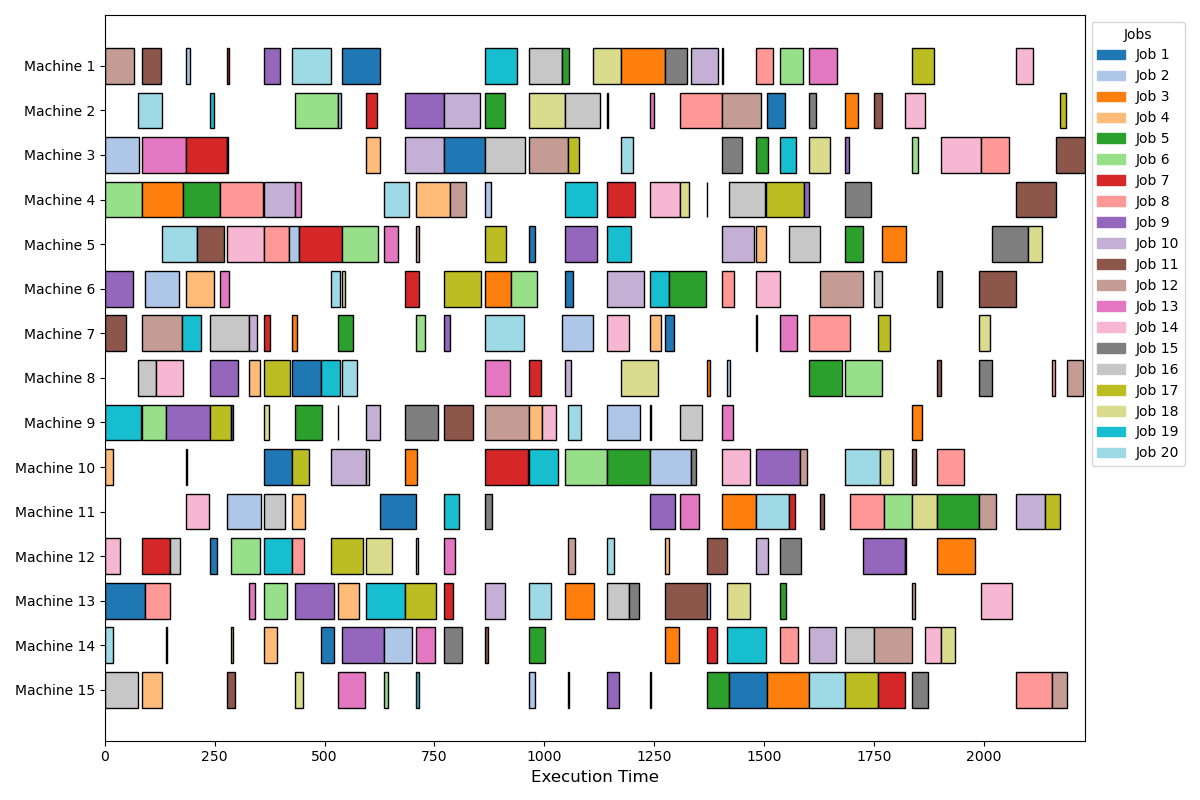 Machine 1
Machine 2
Machine 3
Machine 4
Machine 5
Machine 6
Machine 7
Machine 8
Machine 9
Machine 10
Machine 11
Machine 12
Machine 13
Machine 14
Machine 15
0 250 500 750 1000 1250 1500 1750 2000
Execution Time
Jobs
Job 1
Job 2
Job 3
Job 4
Job 5
Job 6
Job 7
Job 8
Job 9
Job 10
Job 11
Job 12
Job 13
Job 14
Job 15
Job 16
Job 17
Job 18
Job 19
Job 20